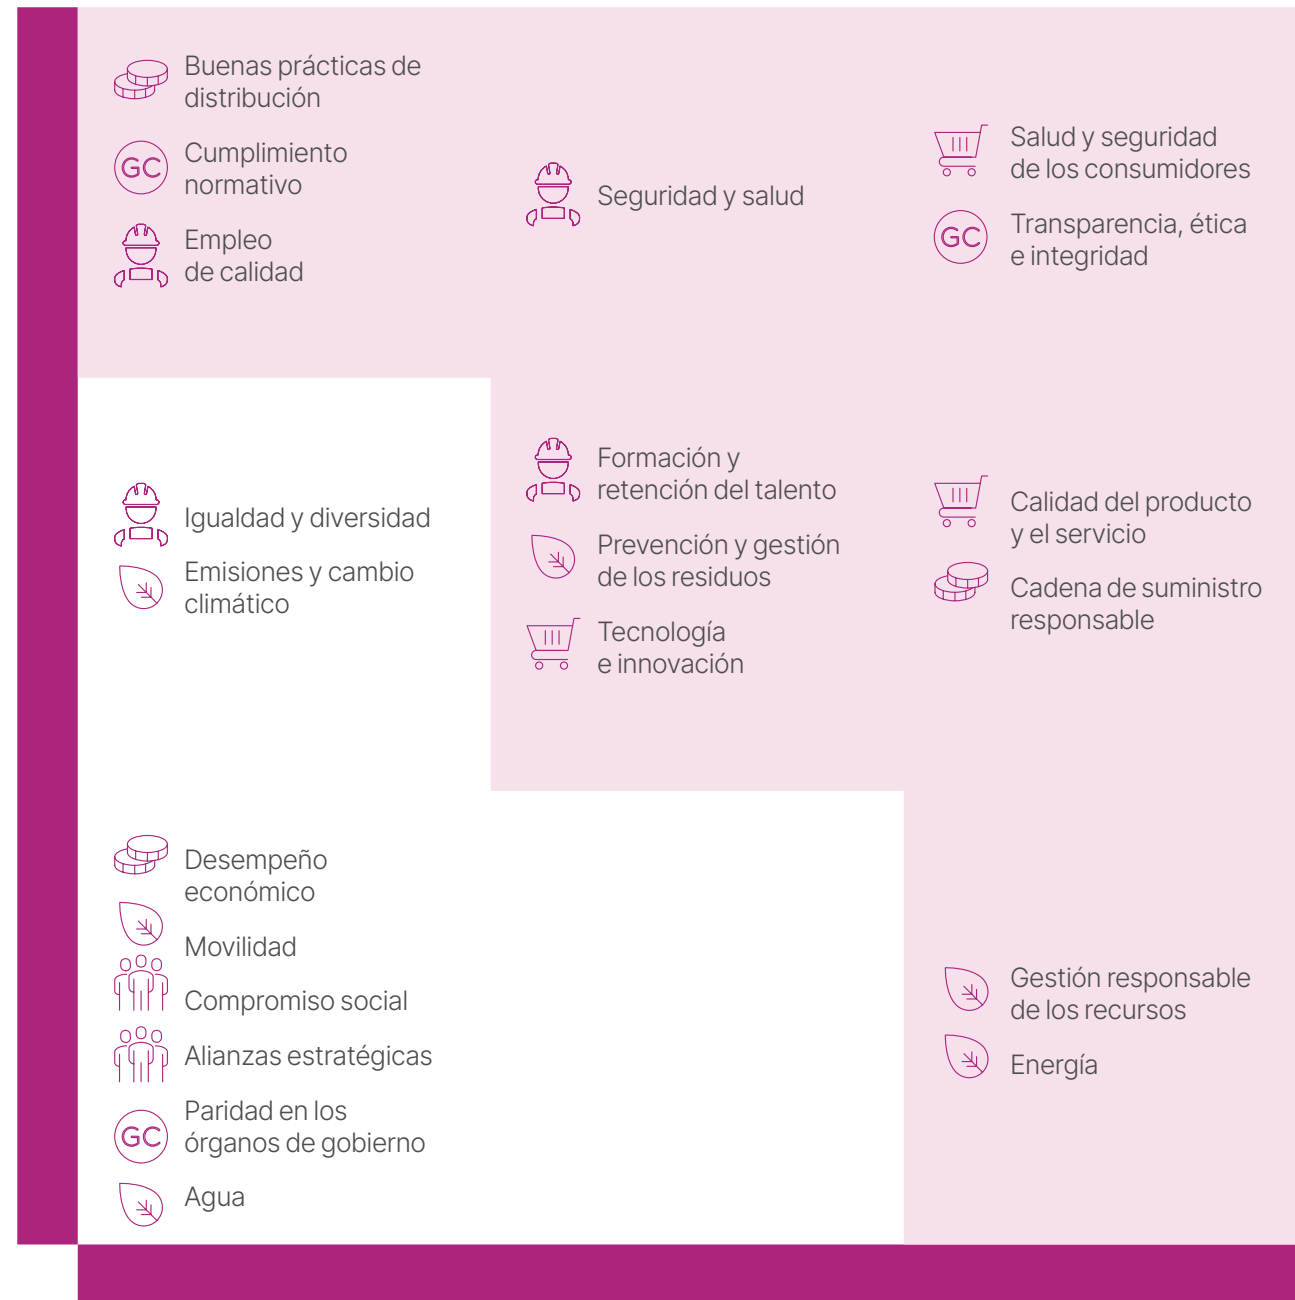 Buenas prácticas de
distribución
GC
Cumplimiento
normativo
Empleo
de calidad
Seguridad y salud
Salud y seguridad
de los consumidores
GC
Transparencia, ética
e integridad
Igualdad y diversidad
Emisiones y cambio
climático
Formación y
retención del talento
Prevención y gestión
de los residuos
Tecnología
e innovación
Calidad del producto
y el servicio
Cadena de suministro
responsable
Desempeño
económico
Movilidad
Compromiso social
Alianzas estratégicas
GC
Paridad en los
órganos de gobierno
Agua
Gestión responsable
de los recursos
Energía